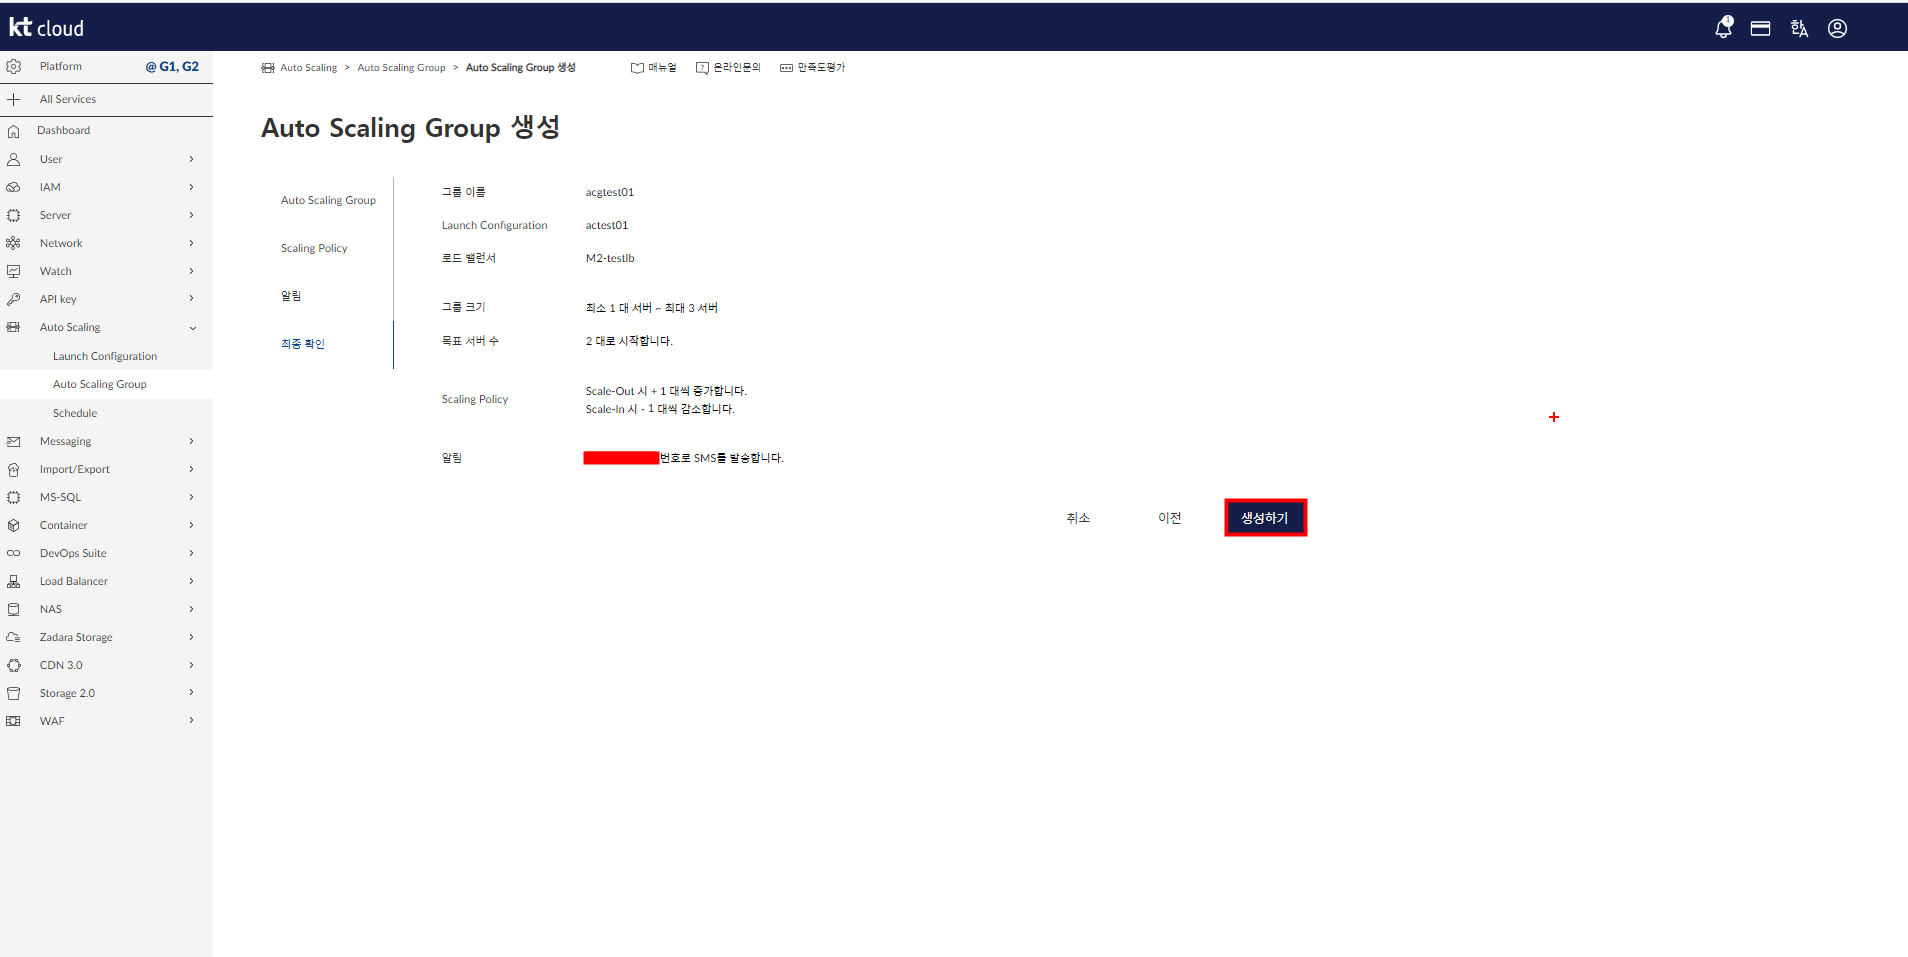 kt cloud
1
한A
Platform @ G1, G2
All Services
Dashboard
User
IAM
Server
Network
Watch
API key
Auto Scaling
Launch Configuration
Auto Scaling Group
Schedule
Messaging
Import/Export
MS-SQL
Container
DevOps Suite
Load Balancer
NAS
Zadara Storage
CDN 3.0
Storage 2.0
WAF
Auto Scaling > Auto Scaling Group > Auto Scaling Group 생성 매뉴얼 온라인문의 만족도평가
Auto Scaling Group 생성
Auto Scaling Group
Scaling Policy
알림
최종 확인
그룹 이름 acgtest01
Launch Configuration actest01
로드 밸런서 M2-testlb
그룹 크기 최소 1 대 서버 ~ 최대 3 서버
목표 서버 수 2 대로 시작합니다.
Scaling Policy Scale-Out 시 + 1 대씩 증가합니다.
Scale-In 시 - 1 대씩 감소합니다.
알림 번호로 SMS를 발송합니다.
취소 이전 생성하기